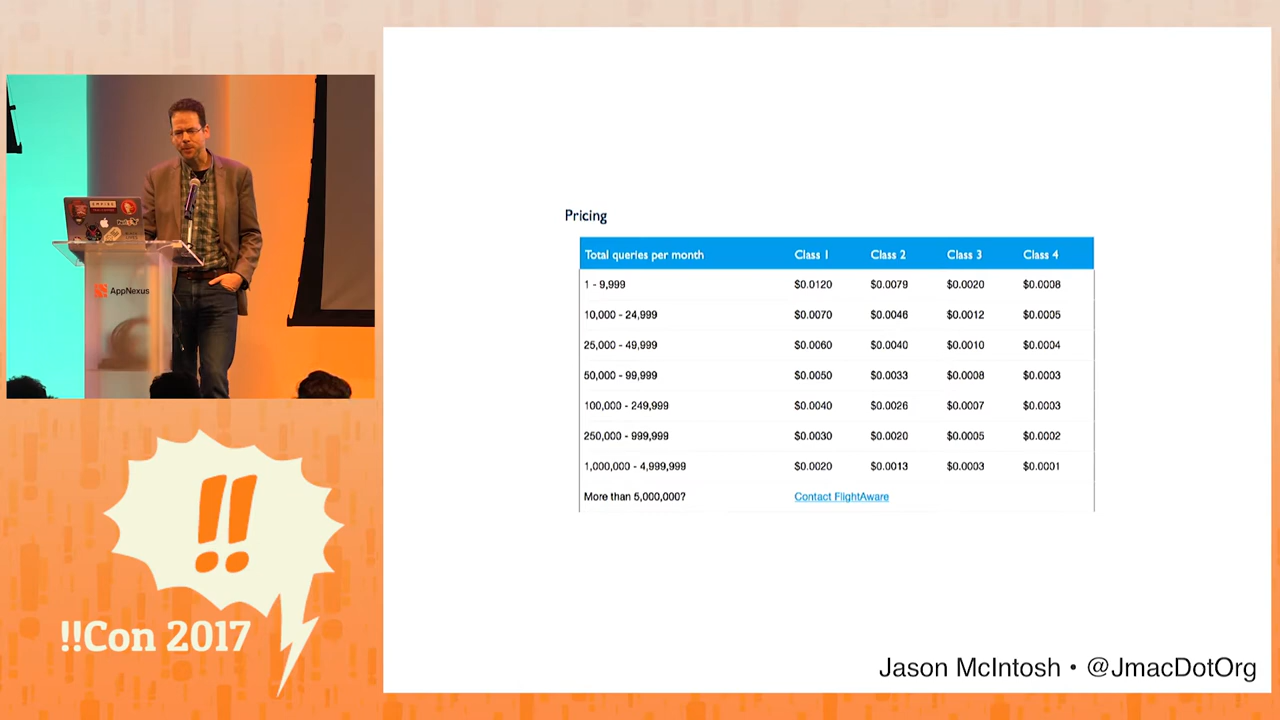 Pricing
Total queries per month Class 1 Class 2 Class 3 Class 4
1 - 9,999 $0.0120 $0.0079 $0.0020 $0.0008
10,000 - 24,999 $0.0070 $0.0046 $0.0012 $0.0005
25,000 - 49,999 $0.0060 $0.0040 $0.0010 $0.0004
50,000 - 99,999 $0.0050 $0.0033 $0.0008 $0.0003
100,000 - 249,999 $0.0040 $0.0026 $0.0007 $0.0003
250,000 - 999,999 $0.0030 $0.0020 $0.0005 $0.0002
1,000,000 - 4,999,999 $0.0020 $0.0013 $0.0003 $0.0001
More than 5,000,000? Contact FlightAware
EMPIRE
AppNexus
!!
!!Con 2017
Jason McIntosh • @JmacDotOrg